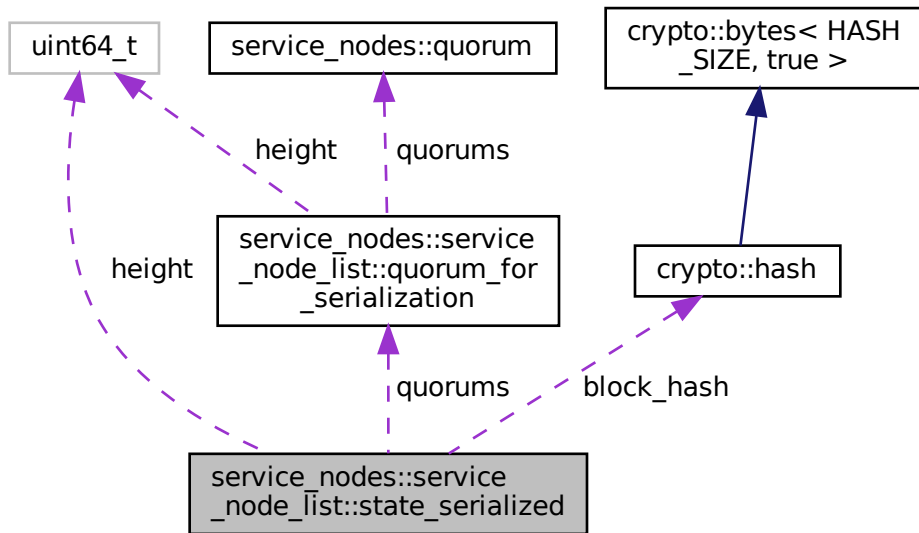 uint64_t
service_nodes::quorum
crypto::bytes< HASH
_SIZE, true >
height
quorums
height
service_nodes::service
_node_list::quorum_for
_serialization
crypto::hash
quorums
block_hash
service_nodes::service
_node_list::state_serialized